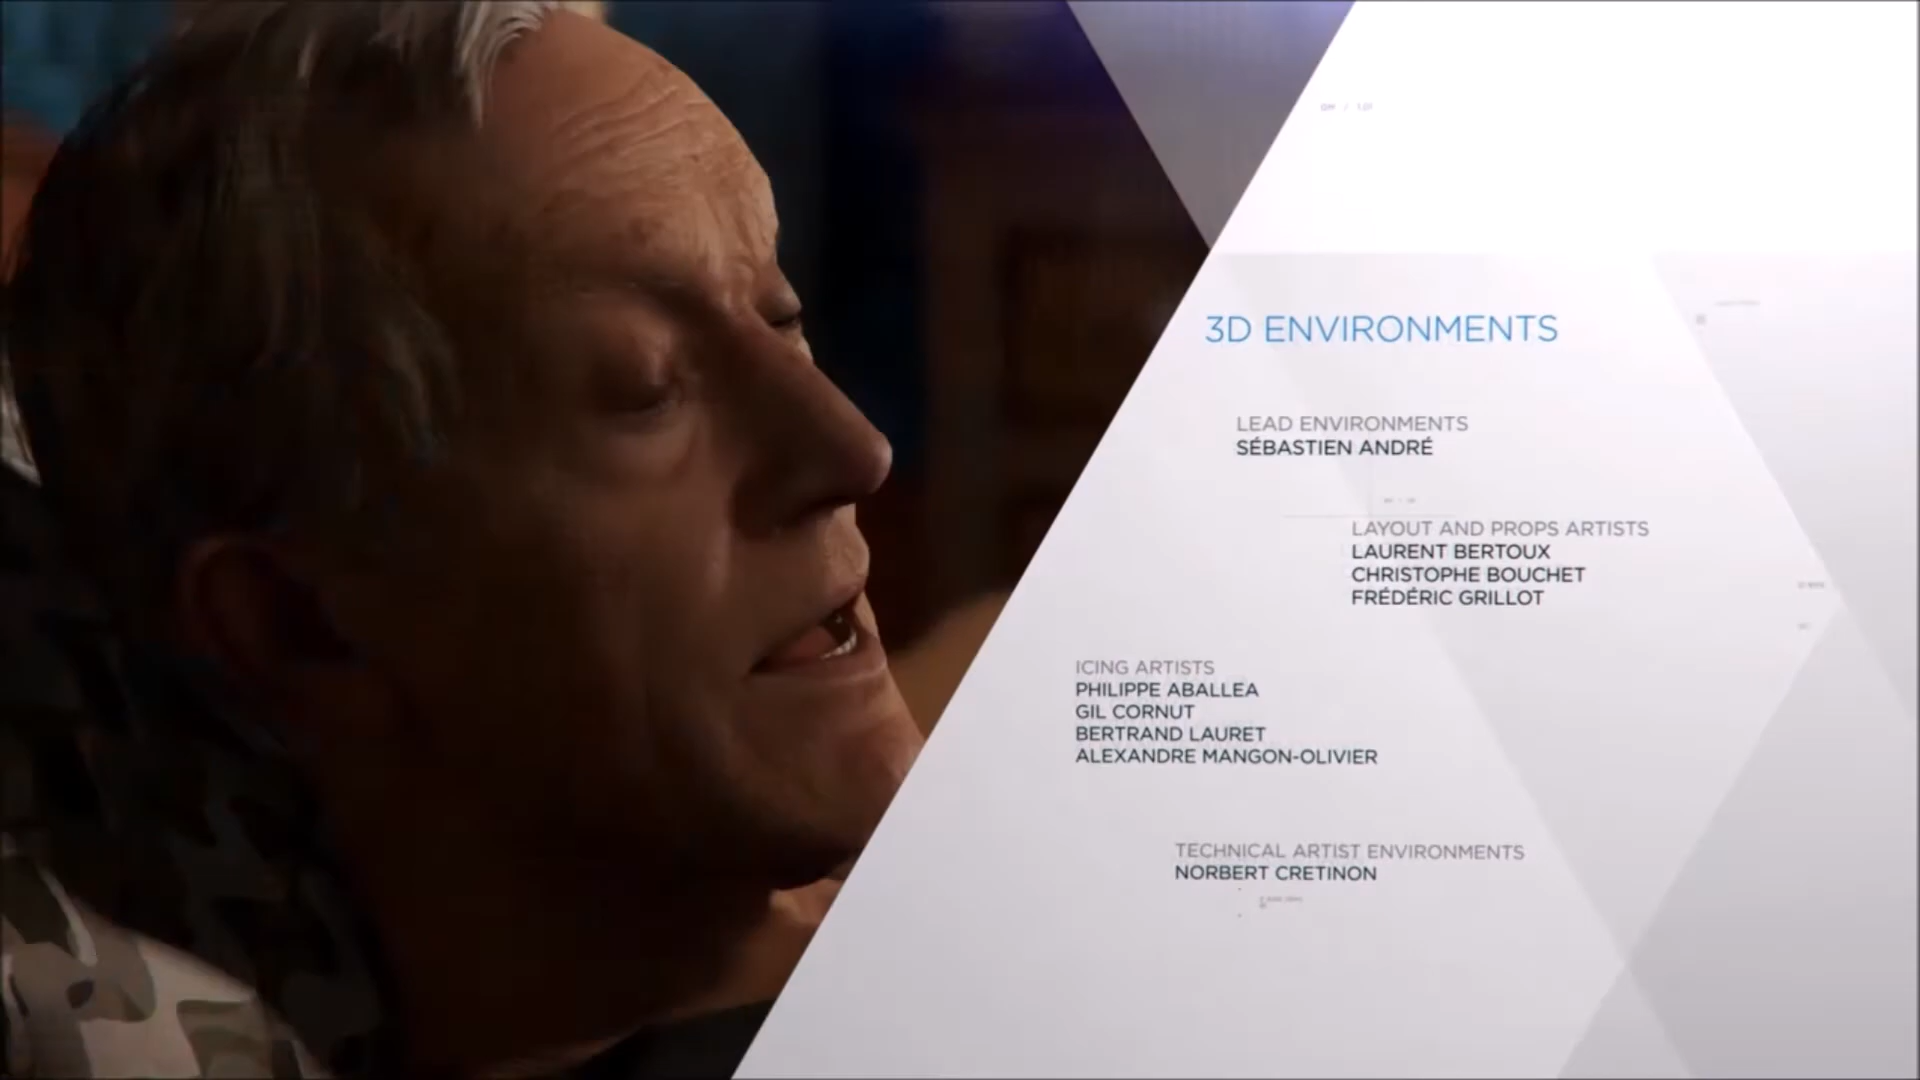 3D ENVIRONMENTS
LEAD ENVIRONMENTS
SÉBASTIEN ANDRÉ
LAYOUT AND PROPS ARTISTS
LAURENT BERTOUX
CHRISTOPHE BOUCHET
FRÉDÉRIC GRILLOT
ICING ARTISTS
PHILIPPE ABALLEA
GIL CORNUT
BERTRAND LAURET
ALEXANDRE MANGON-OLIVIER
TECHNICAL ARTIST ENVIRONMENTS
NORBERT CRETINON